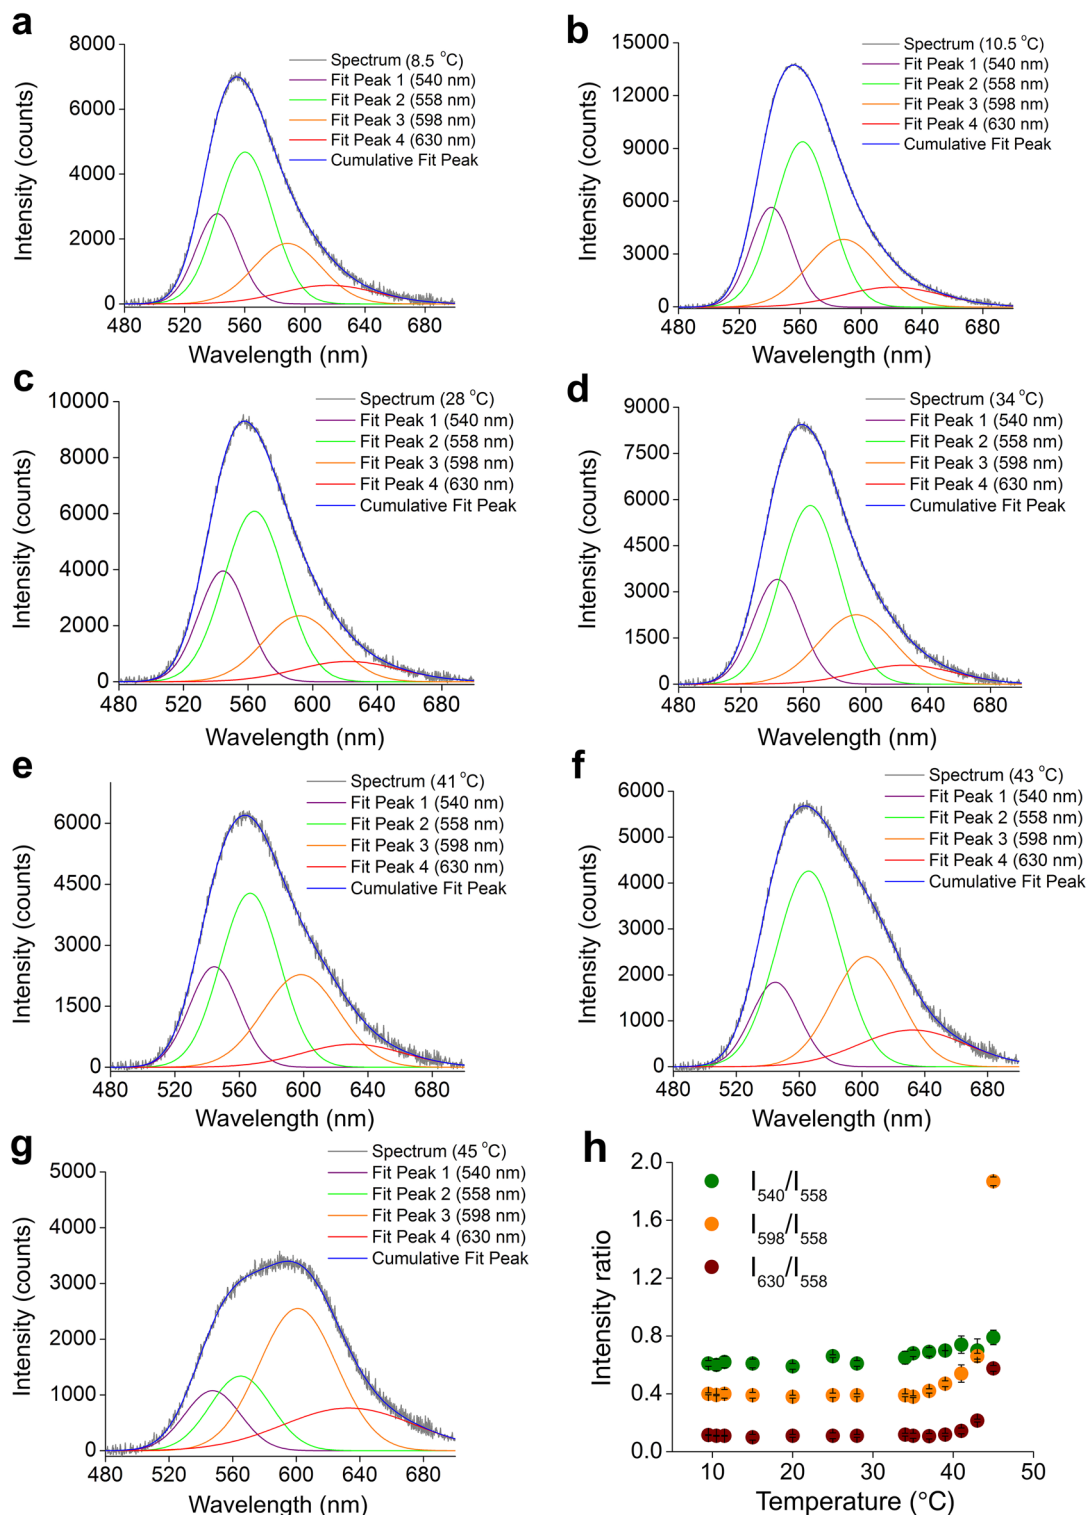 a
8000
6000
4000
2000
0
480 520 560 600 640 680
Intensity (counts)
Wavelength (nm)
Spectrum (8.5 °C)
Fit Peak 1 (540 nm)
Fit Peak 2 (558 nm)
Fit Peak 3 (598 nm)
Fit Peak 4 (630 nm)
Cumulative Fit Peak
b
15000
12000
9000
6000
3000
0
480 520 560 600 640 680
Intensity (counts)
Wavelength (nm)
Spectrum (10.5 °C)
Fit Peak 1 (540 nm)
Fit Peak 2 (558 nm)
Fit Peak 3 (598 nm)
Fit Peak 4 (630 nm)
Cumulative Fit Peak
c
10000
8000
6000
4000
2000
0
480 520 560 600 640 680
Intensity (counts)
Wavelength (nm)
Spectrum (28 °C)
Fit Peak 1 (540 nm)
Fit Peak 2 (558 nm)
Fit Peak 3 (598 nm)
Fit Peak 4 (630 nm)
Cumulative Fit Peak
d
9000
7500
6000
4500
3000
1500
0
480 520 560 600 640 680
Intensity (counts)
Wavelength (nm)
Spectrum (34 °C)
Fit Peak 1 (540 nm)
Fit Peak 2 (558 nm)
Fit Peak 3 (598 nm)
Fit Peak 4 (630 nm)
Cumulative Fit Peak
e
6000
4500
3000
1500
0
480 520 560 600 640 680
Intensity (counts)
Wavelength (nm)
Spectrum (41 °C)
Fit Peak 1 (540 nm)
Fit Peak 2 (558 nm)
Fit Peak 3 (598 nm)
Fit Peak 4 (630 nm)
Cumulative Fit Peak
f
6000
5000
4000
3000
2000
1000
0
480 520 560 600 640 680
Intensity (counts)
Wavelength (nm)
Spectrum (43 °C)
Fit Peak 1 (540 nm)
Fit Peak 2 (558 nm)
Fit Peak 3 (598 nm)
Fit Peak 4 (630 nm)
Cumulative Fit Peak
g
5000
4000
3000
2000
1000
0
480 520 560 600 640 680
Intensity (counts)
Wavelength (nm)
Spectrum (45 °C)
Fit Peak 1 (540 nm)
Fit Peak 2 (558 nm)
Fit Peak 3 (598 nm)
Fit Peak 4 (630 nm)
Cumulative Fit Peak
h
2.0
1.6
1.2
0.8
0.4
0.0
10 20 30 40 50
Intensity ratio
Temperature (°C)
I540/I558
I598/I558
I630/I558